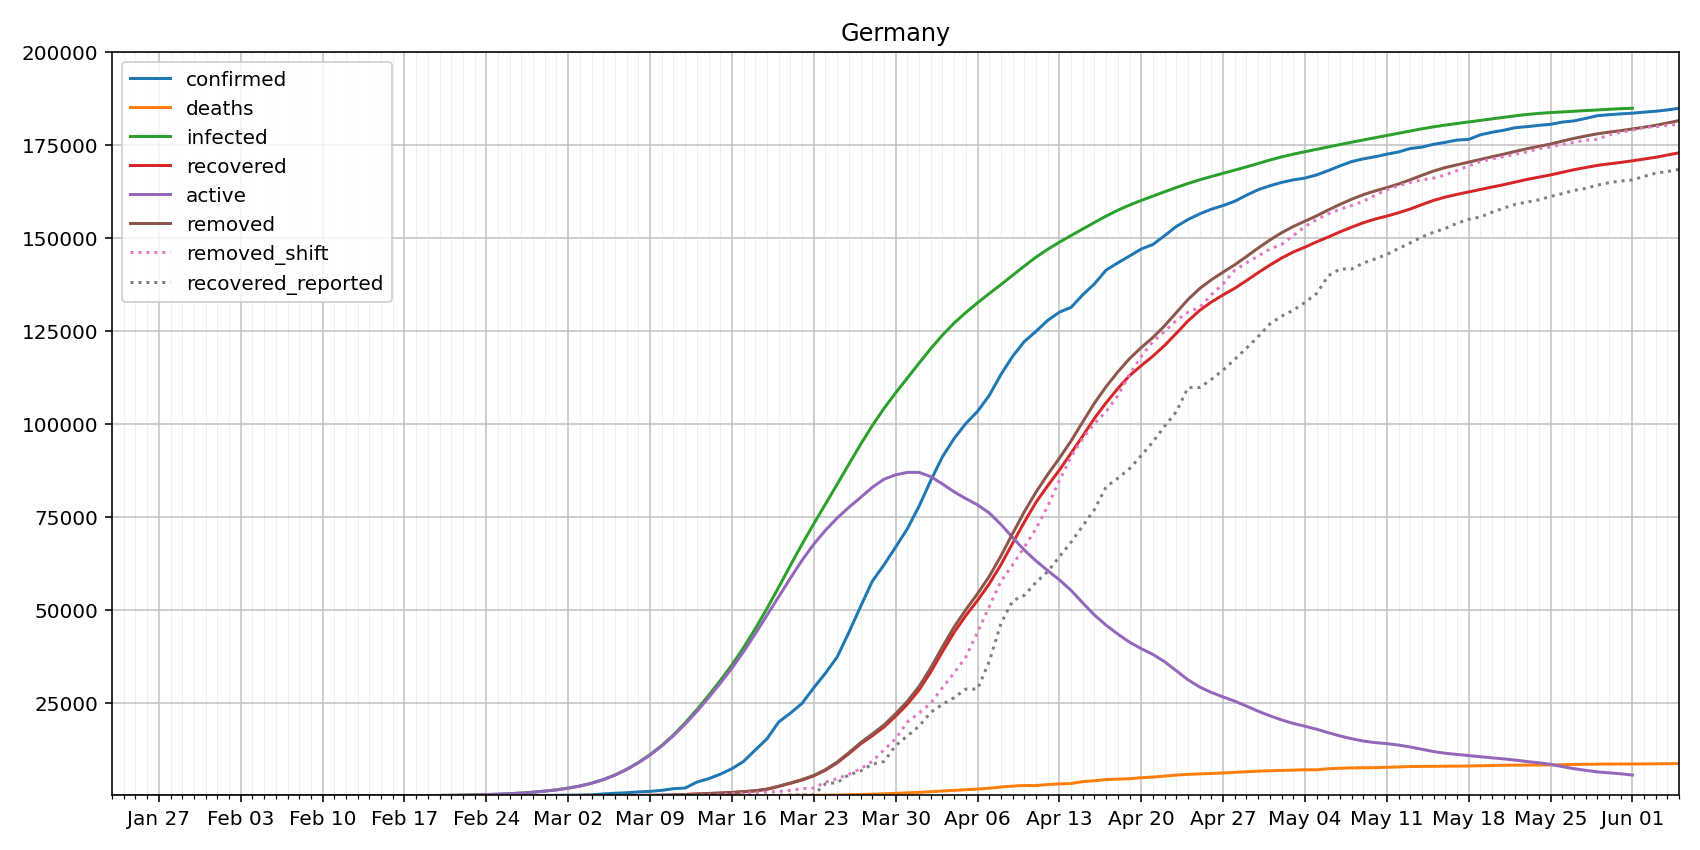 Germany
200000
175000
150000
125000
100000
75000
50000
25000
confirmed
deaths
infected
recovered
active
removed
removed_shift
recovered_reported
Jan 27 Feb 03 Feb 10 Feb 17 Feb 24 Mar 02 Mar 09 Mar 16 Mar 23 Mar 30 Apr 06 Apr 13 Apr 20 Apr 27 May 04 May 11 May 18 May 25 Jun 01